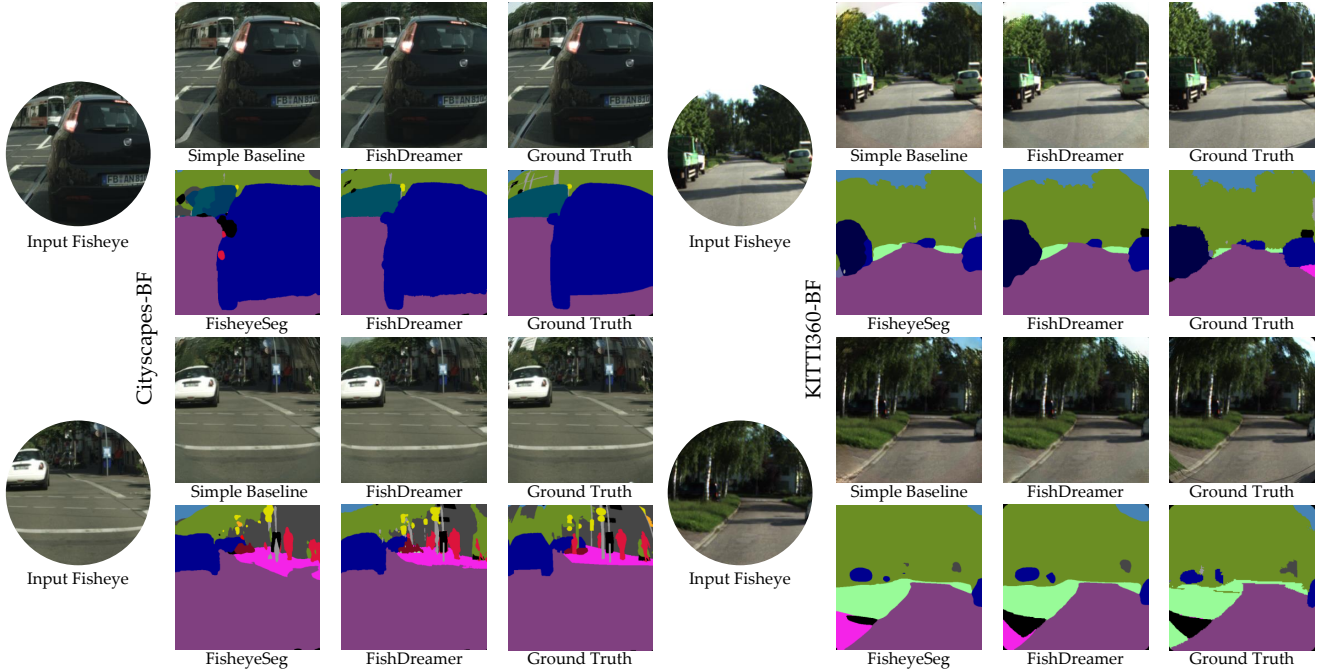 Simple Baseline FishDreamer Ground Truth
Input Fisheye
FisheyeSeg FishDreamer Ground Truth
Cityscapes-BF
Simple Baseline FishDreamer Ground Truth
Input Fisheye
FisheyeSeg FishDreamer Ground Truth
Simple Baseline FishDreamer Ground Truth
Input Fisheye
FisheyeSeg FishDreamer Ground Truth
KITTI360-BF
Simple Baseline FishDreamer Ground Truth
Input Fisheye
FisheyeSeg FishDreamer Ground Truth